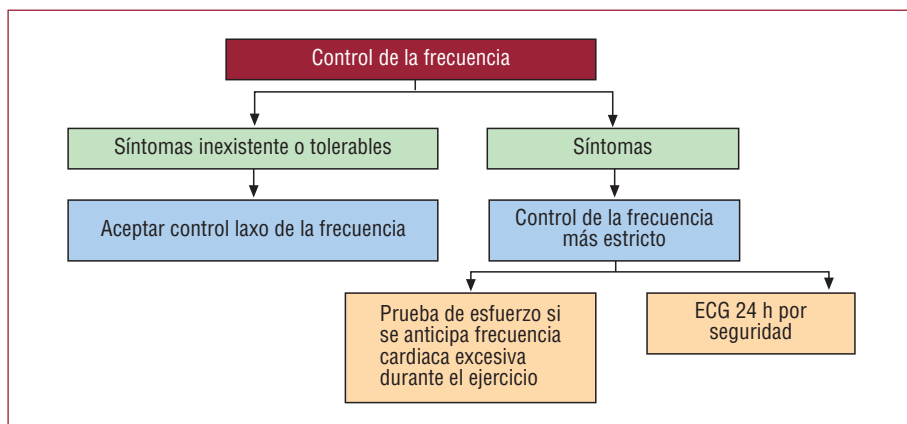 Control de la frecuencia
Síntomas inexistente o tolerables
Síntomas
Aceptar control laxo de la frecuencia
Control de la frecuencia
más estricto
Prueba de esfuerzo si
se anticipa frecuencia
cardiaca excesiva
durante el ejercicio
ECG 24 h por
seguridad